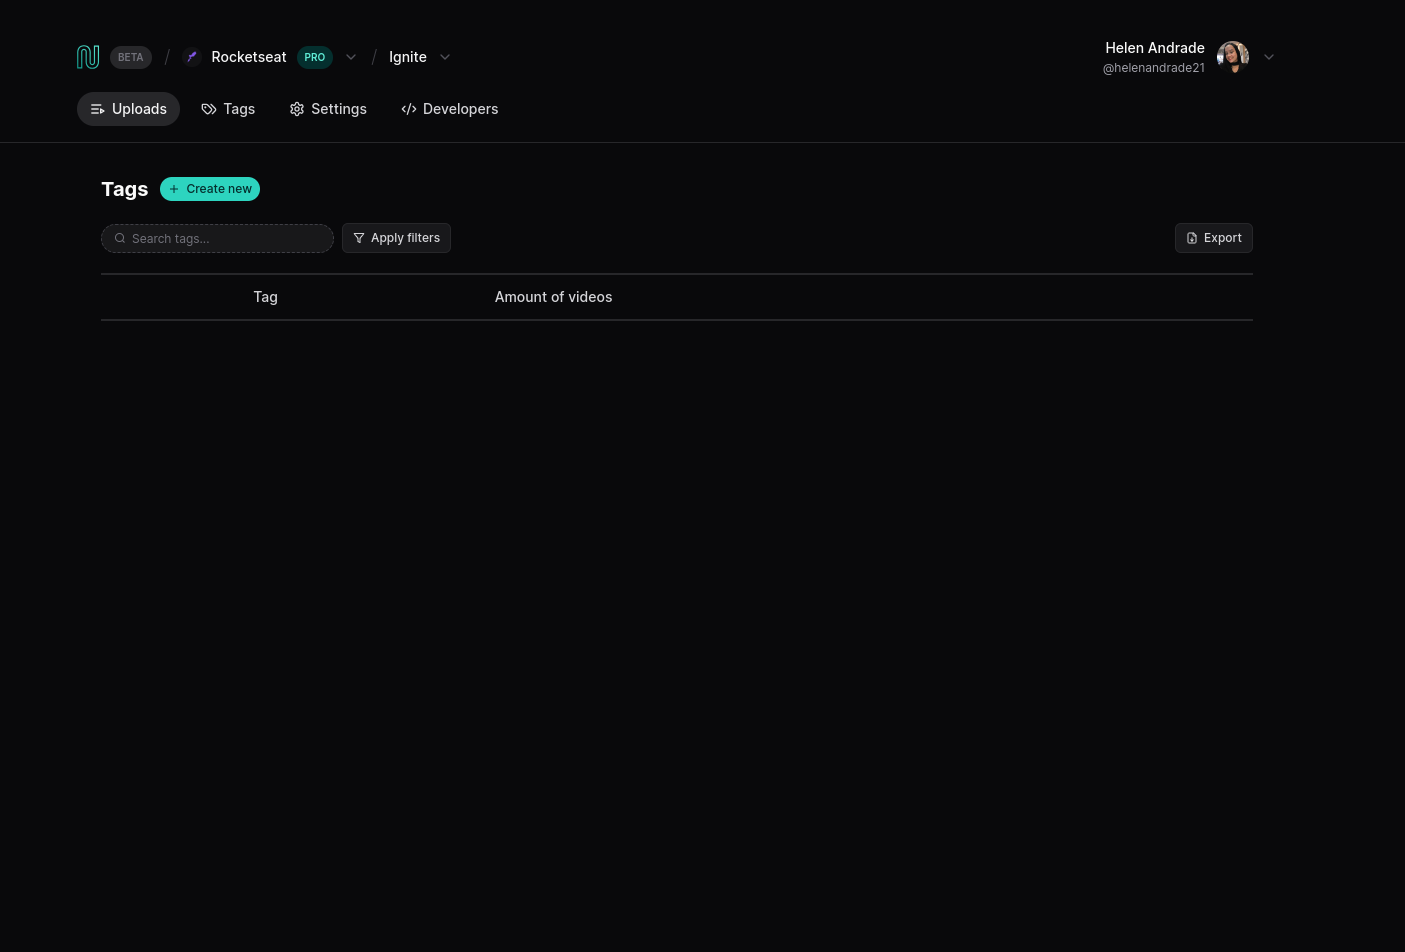 BETA / Rocketseat PRO / Ignite
Helen Andrade
@helenandrade21
Uploads Tags Settings Developers
Tags + Create new
Search tags... Apply filters Export
Tag Amount of videos